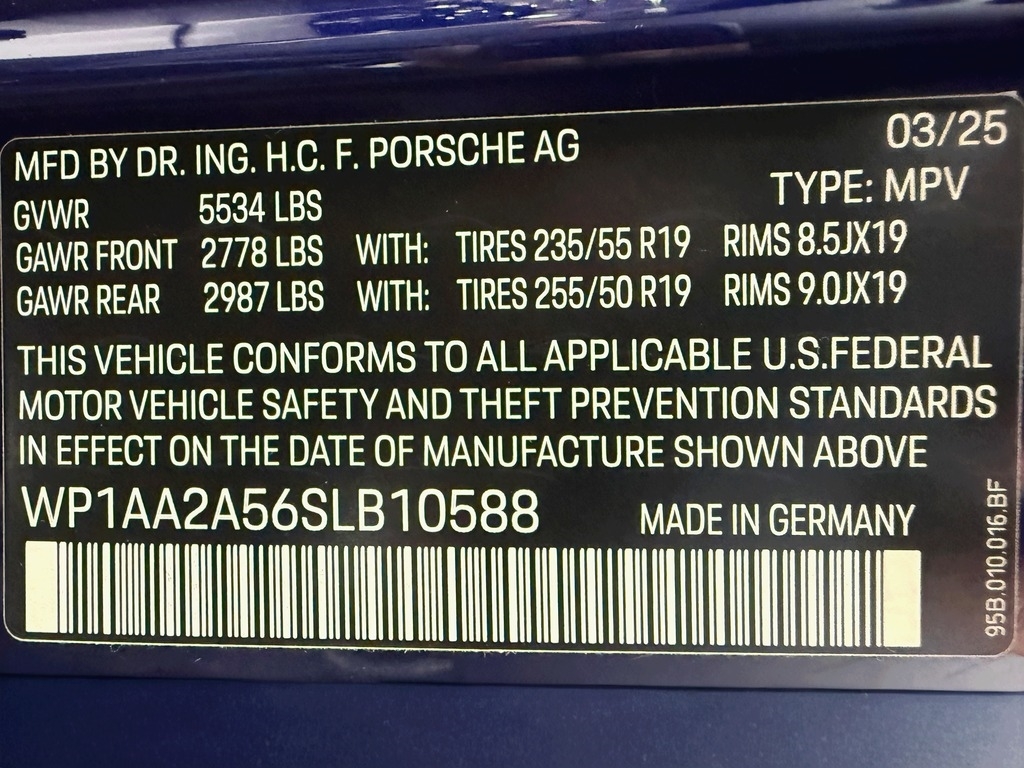 03/25
MFD BY DR. ING. H.C. F. PORSCHE AG
TYPE: MPV
GVWR 5534 LBS
GAWR FRONT 2778 LBS WITH: TIRES 235/55 R19 RIMS 8.5JX19
GAWR REAR 2987 LBS WITH: TIRES 255/50 R19 RIMS 9.0JX19
THIS VEHICLE CONFORMS TO ALL APPLICABLE U.S.FEDERAL
MOTOR VEHICLE SAFETY AND THEFT PREVENTION STANDARDS
IN EFFECT ON THE DATE OF MANUFACTURE SHOWN ABOVE
WP1AA2A56SLB10588 MADE IN GERMANY
95B.010.016.BF